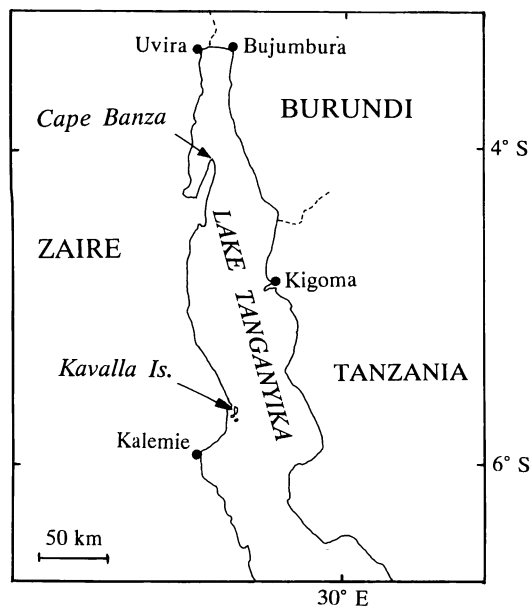 Uvira
Bujumbura
Cape Banza
BURUNDI
4° S
ZAIRE
LAKE TANGANYIKA
Kigoma
Kavalla Is.
TANZANIA
Kalemie
6° S
50 km
30° E